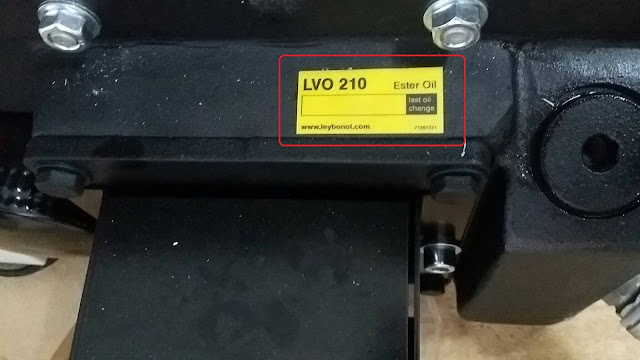 LVO 210 Ester Oil
last oil
change
www.leybonol.com